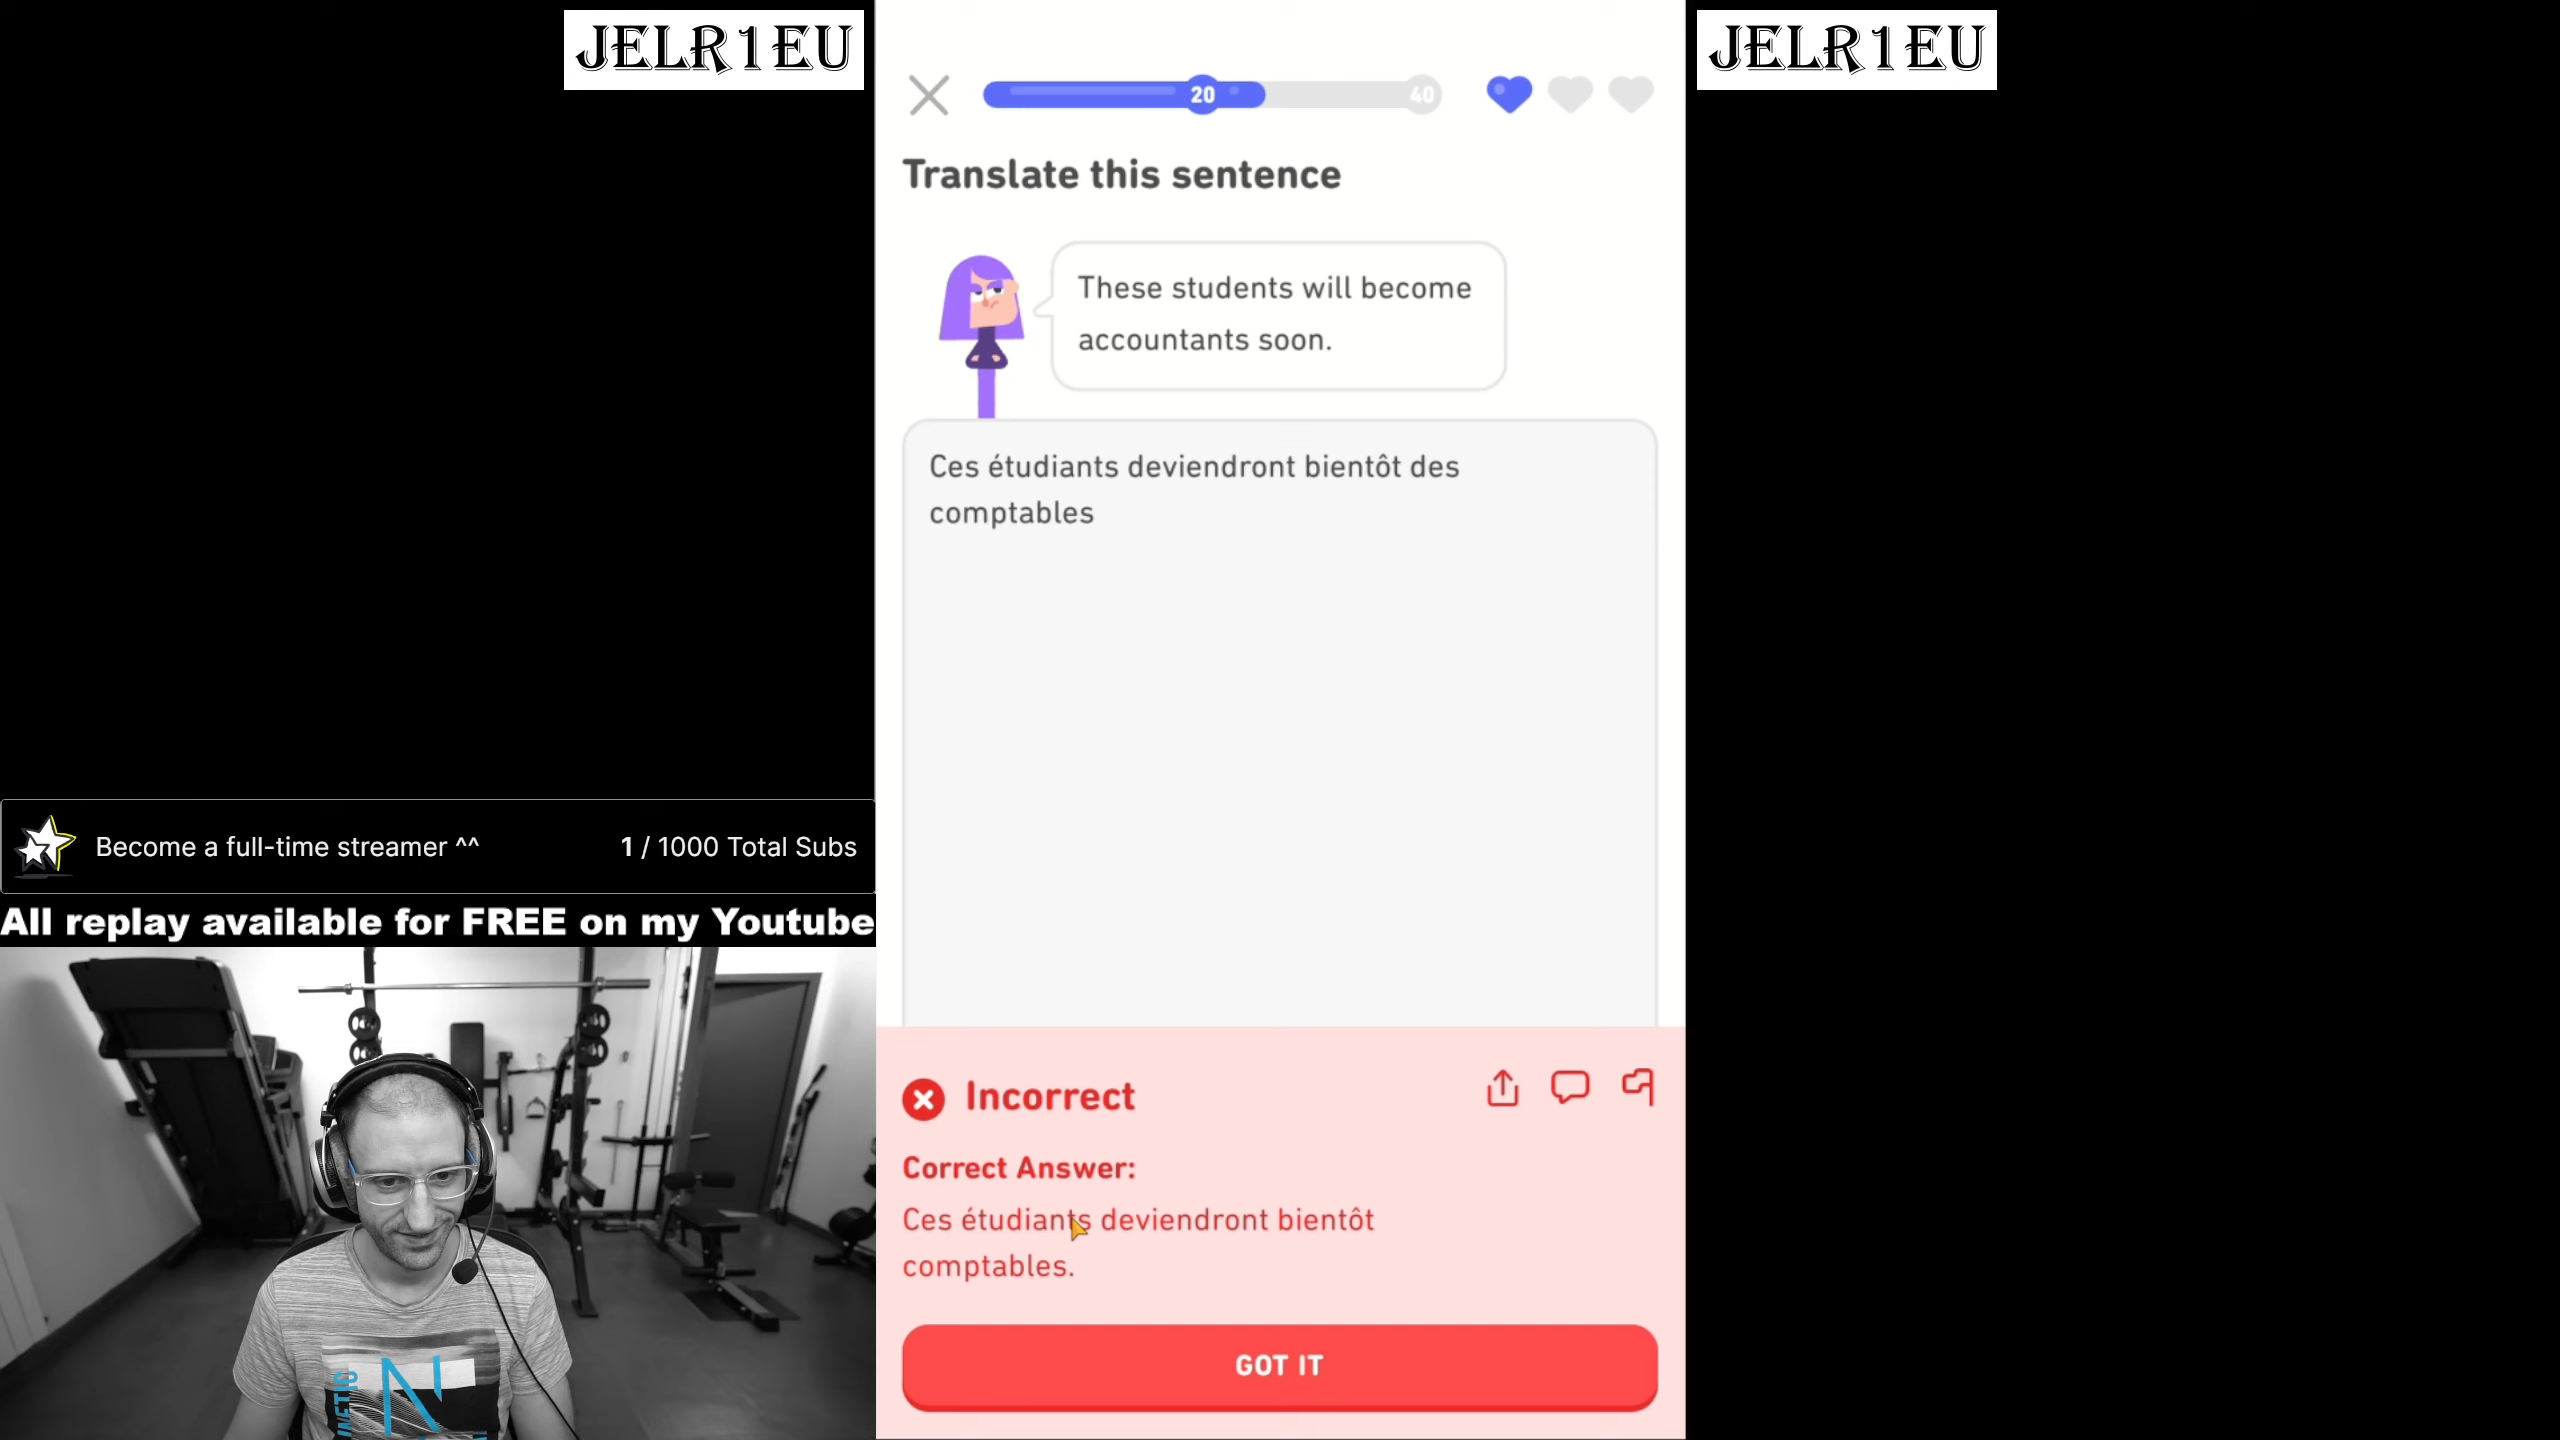 JELR1EU
JELR1EU
20
40
Translate this sentence
These students will become
accountants soon.
Ces étudiants deviendront bientôt des
comptables
Become a full-time streamer ^^
1 / 1000 Total Subs
All replay available for FREE on my Youtube
Incorrect
Correct Answer:
Ces étudiants deviendront bientôt
comptables.
GOT IT
N